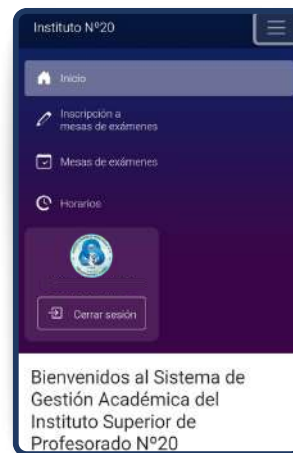 Instituto Nº20
Inicio
Inscripción a
mesas de exámenes
Mesas de exámenes
Horarios
Cerrar sesión
Bienvenidos al Sistema de
Gestión Académica del
Instituto Superior de
Profesorado Nº20